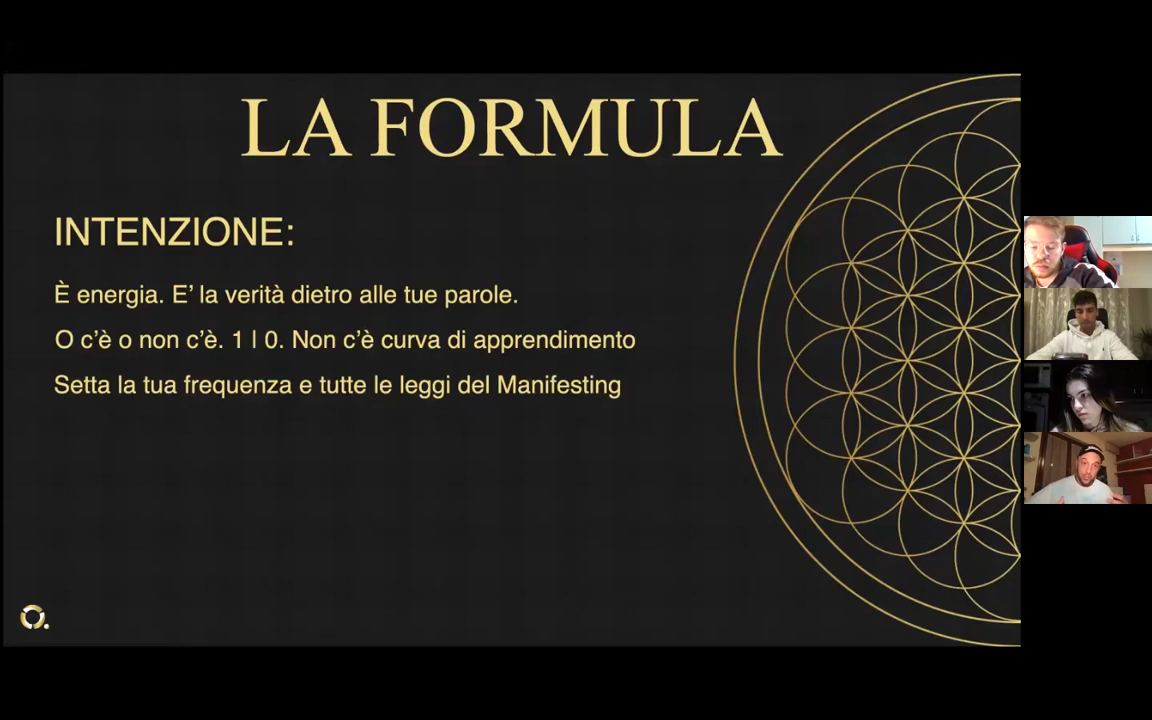 LA FORMULA
INTENZIONE:
È energia. E’ la verità dietro alle tue parole.
O c’è o non c’è. 1 | 0. Non c’è curva di apprendimento
Setta la tua frequenza e tutte le leggi del Manifesting